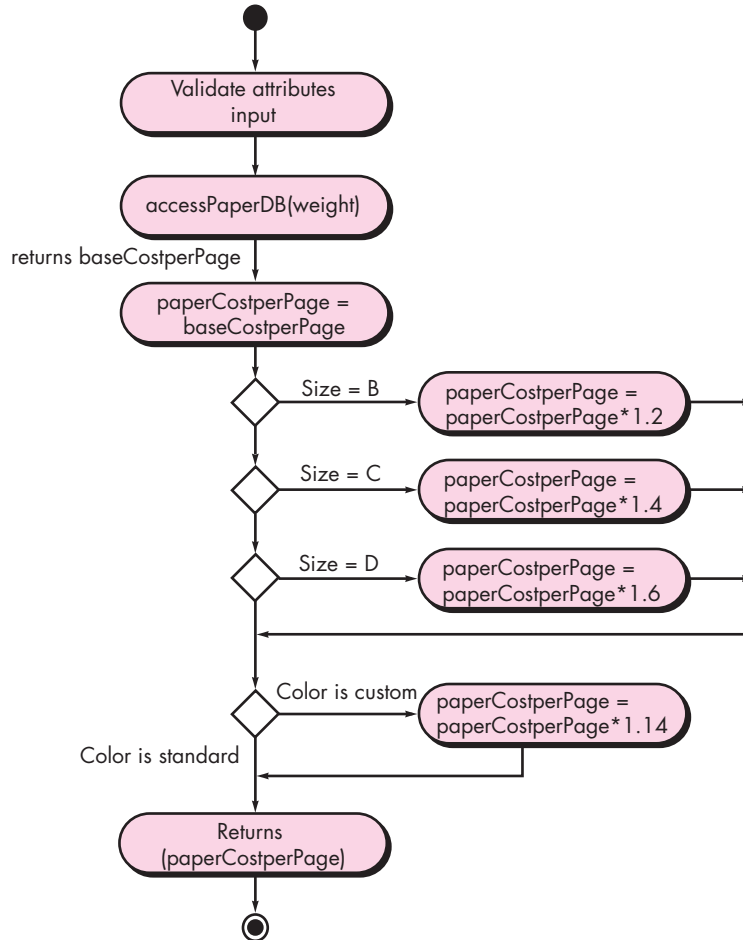 Validate attributes
input
accessPaperDB(weight)
returns baseCostperPage
paperCostperPage =
baseCostperPage
Size = B
paperCostperPage =
paperCostperPage*1.2
Size = C
paperCostperPage =
paperCostperPage*1.4
Size = D
paperCostperPage =
paperCostperPage*1.6
Color is custom
paperCostperPage =
paperCostperPage*1.14
Color is standard
Returns
(paperCostperPage)